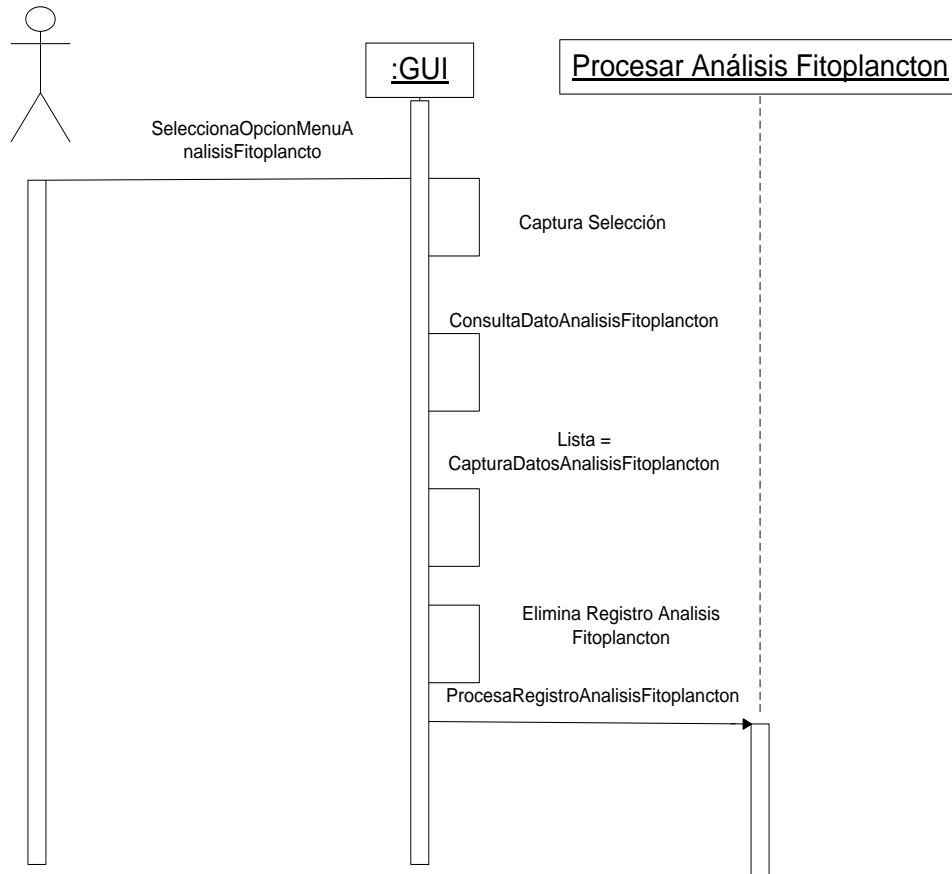 :GUI
Procesar Análisis Fitoplancton
SeleccionaOpcionMenuA
nalisisFitoplancto
Captura Selección
ConsultaDatoAnalisisFitoplancton
Lista =
CapturaDatosAnalisisFitoplancton
Elimina Registro Analisis
Fitoplancton
ProcesaRegistroAnalisisFitoplancton